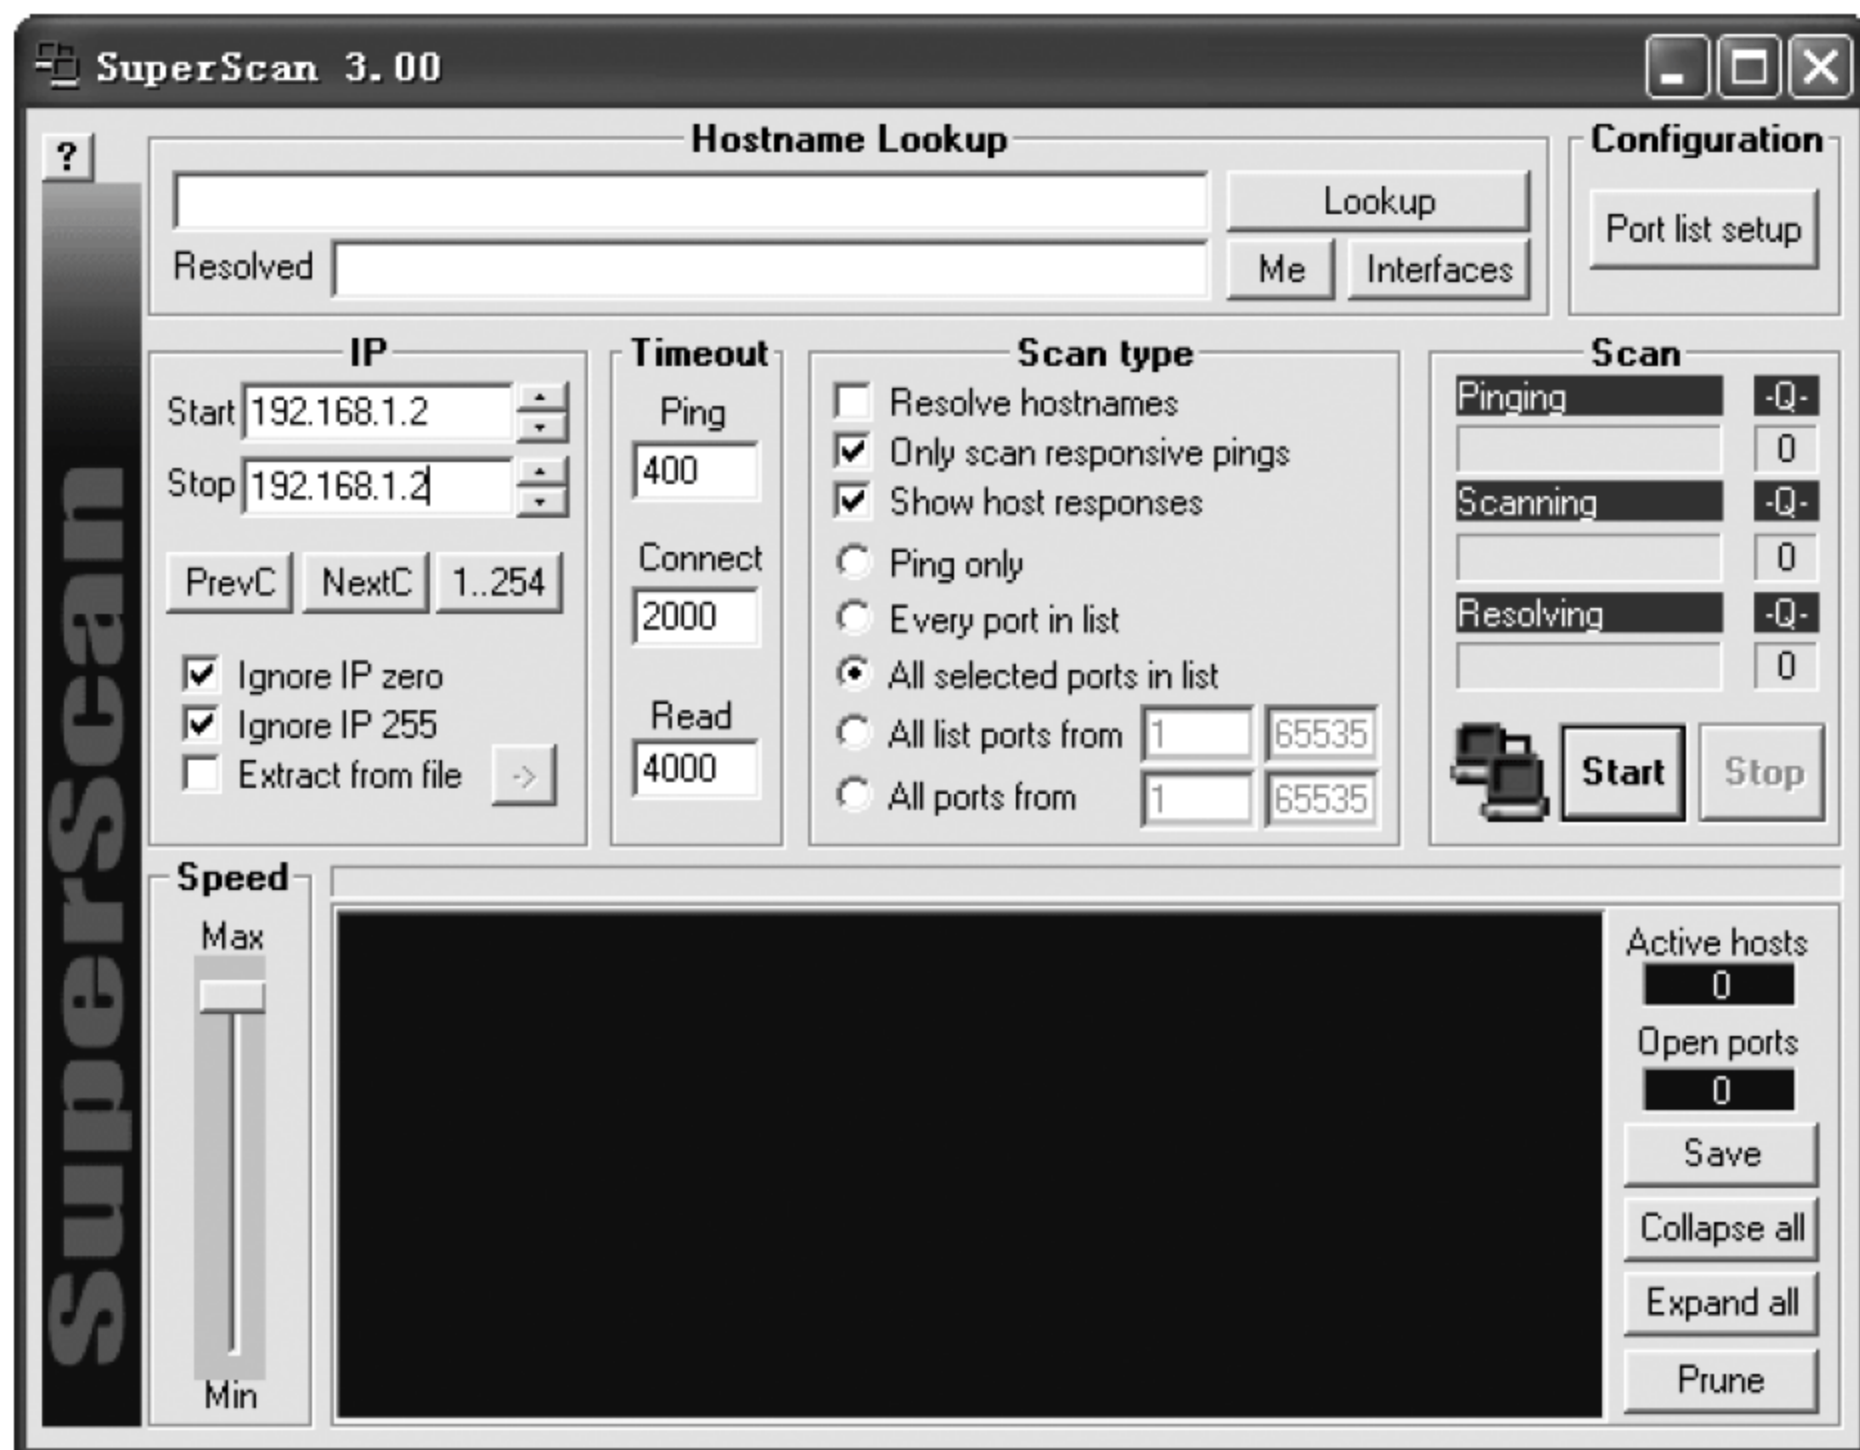 SuperScan 3.00
?
Hostname Lookup
Configuration
Lookup
Port list setup
Resolved
Me
Interfaces
IP
Timeout
Scan type
Scan
Start 192.168.1.2
Stop 192.168.1.2
PrevC NextC 1..254
Ignore IP zero
Ignore IP 255
Extract from file ->
Ping
400
Connect
2000
Read
4000
Resolve hostnames
Only scan responsive pings
Show host responses
Ping only
Every port in list
All selected ports in list
All list ports from 1 65535
All ports from 1 65535
Pinging -Q-
0
Scanning -Q-
0
Resolving -Q-
0
Start Stop
SuperScan
Speed
Max
Min
Active hosts
0
Open ports
0
Save
Collapse all
Expand all
Prune